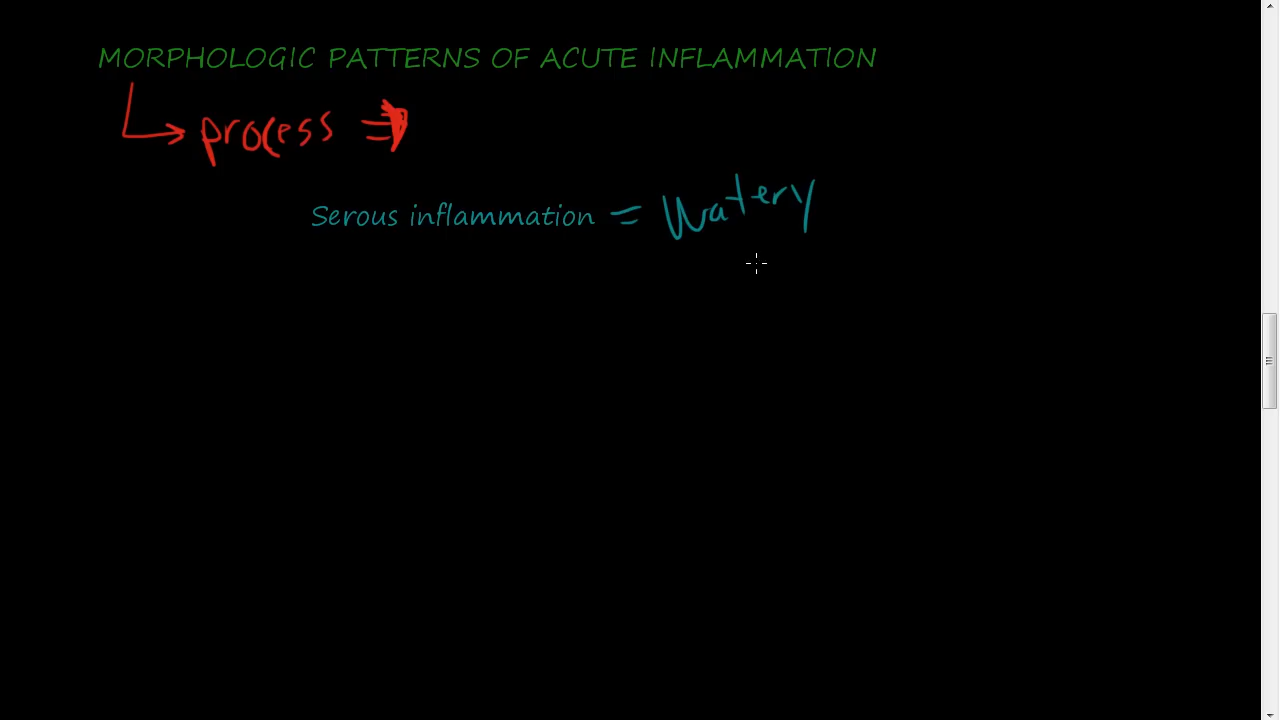 MORPHOLOGIC PATTERNS OF ACUTE INFLAMMATION
process ⇒
Serous inflammation = Watery